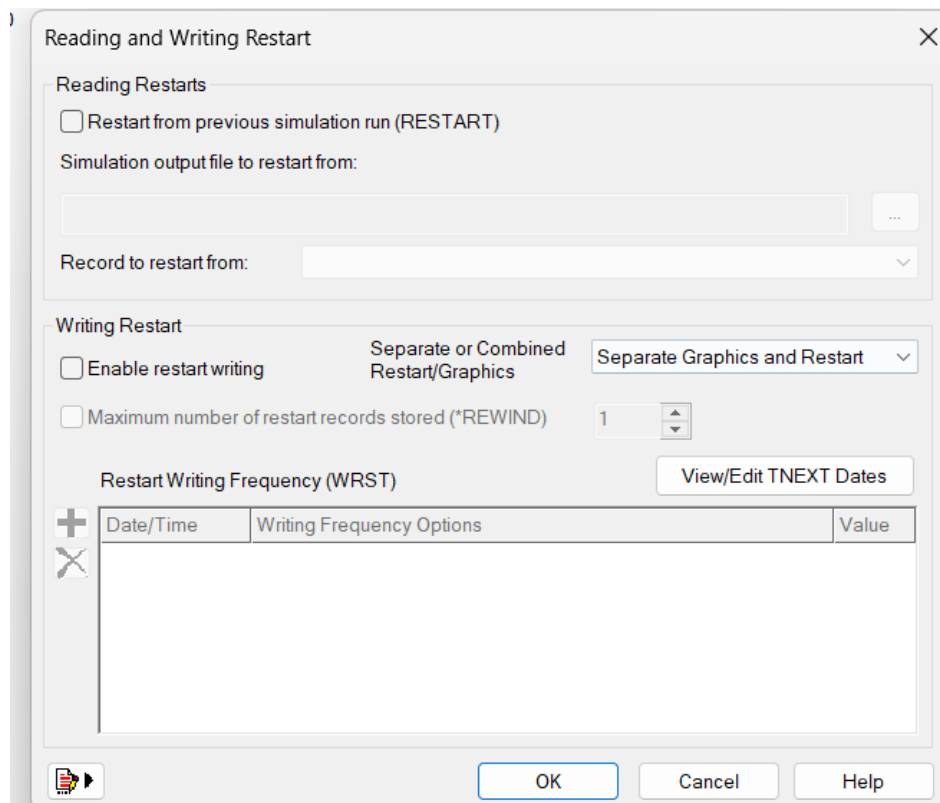 Reading and Writing Restart
Reading Restarts
Restart from previous simulation run (RESTART)
Simulation output file to restart from:
...
Record to restart from:
Writing Restart
Enable restart writing
Separate or Combined
Restart/Graphics
Separate Graphics and Restart
Maximum number of restart records stored (*REWIND)
1
Restart Writing Frequency (WRST)
View/Edit TNEXT Dates
Date/Time Writing Frequency Options Value
OK Cancel Help